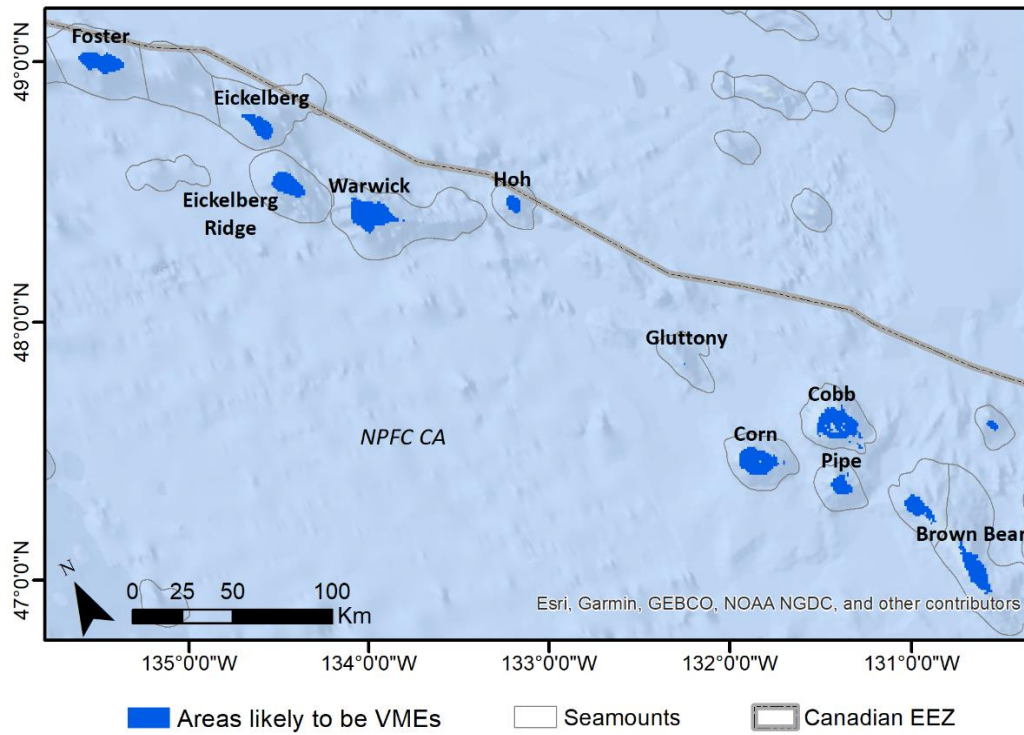 Foster
49°0'0"N
Eickelberg
Eickelberg
Ridge
Warwick
Hoh
48°0'0"N
Gluttony
Cobb
NPFC CA
Corn
Pipe
Brown Bear
47°0'0"N
N
0 25 50 100
Km
Esri, Garmin, GEBCO, NOAA NGDC, and other contributors
135°0'0"W 134°0'0"W 133°0'0"W 132°0'0"W 131°0'0"W
Areas likely to be VMEs Seamounts Canadian EEZ